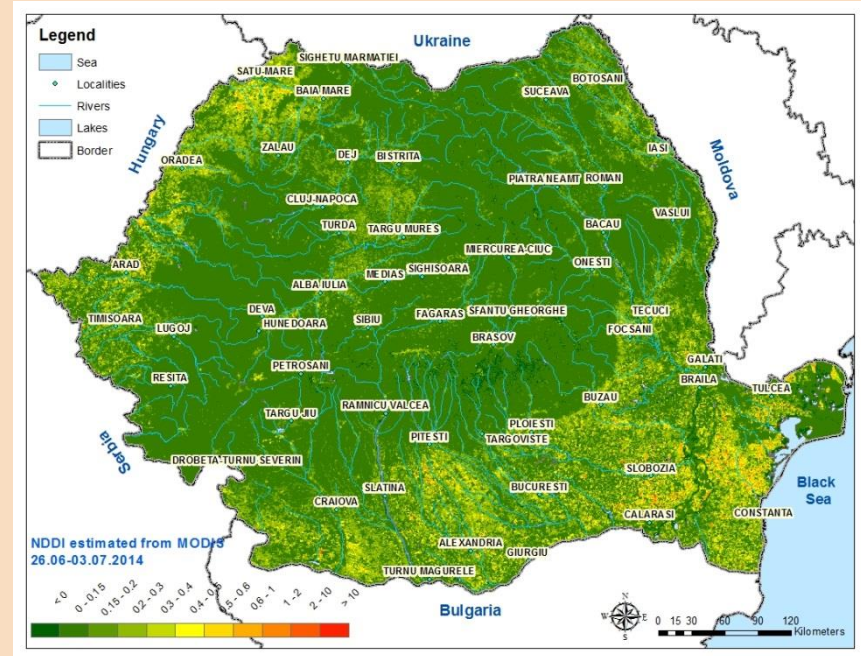 Legend
Sea
Localities
Rivers
Lakes
Border
Ukraine
Hungary
Moldova
Serbia
Bulgaria
Black
Sea
SIGHETU MARMATIEI
SATU-MARE
BAIA MARE
BOTOSANI
SUCEAVA
ORADEA
ZALAU
DEJ
BISTRITA
IASI
PIATRA NEAMT
ROMAN
CLUJ-NAPOCA
VASLUI
TURDA
TARGU MURES
BACAU
MIERCUREA-CIUC
ONESTI
ARAD
ALBA IULIA
MEDIAS
SIGHISOARA
TIMISOARA
LUGOJ
DEVA
HUNEDOARA
SIBIU
FAGARAS
SFANTU GHEORGHE
TECUCI
FOCSANI
BRASOV
RESITA
PETROSANI
GALATI
BRAILA
TULCEA
TARGU JIU
RAMNICU VALCEA
BUZAU
PITESTI
PLOIESTI
TARGOVISTE
DROBETA-TURNU SEVERIN
SLATINA
CRAIOVA
BUCURESTI
SLOBOZIA
CALARASI
CONSTANTA
ALEXANDRIA
GIURGIU
TURNU MAGURELE
NDDI estimated from MODIS
26.06-03.07.2014
< 0
0 - 0.15
0.15 - 0.2
0.2 - 0.3
0.3 - 0.4
0.6 - 1
1 - 2
2 - 10
> 10
N
W
E
S
0 15 30 60 90 120
Kilometers